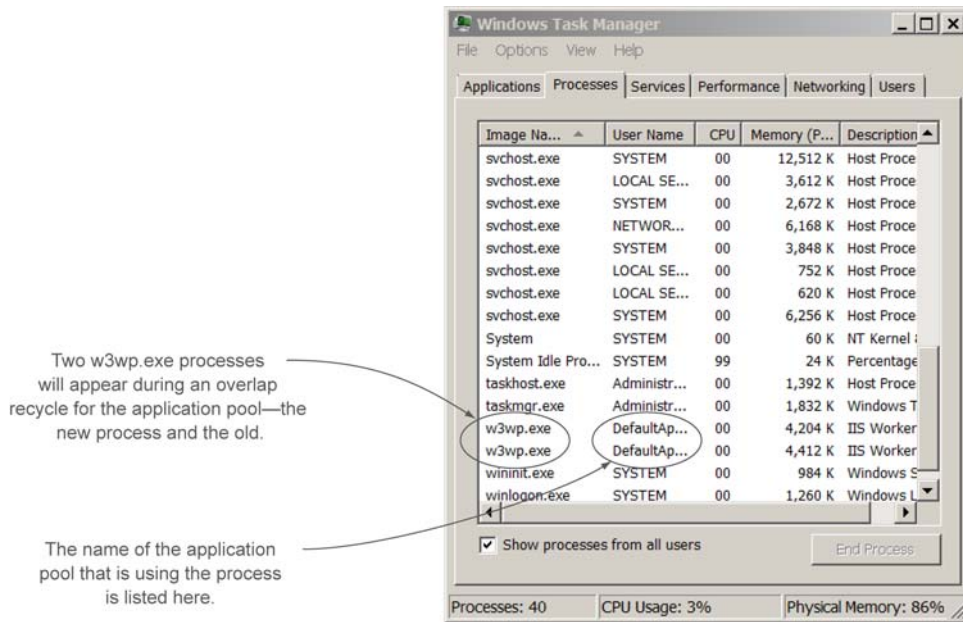 Windows Task Manager
File Options View Help
Applications Processes Services Performance Networking Users
Image Na... User Name CPU Memory (P... Description
svchost.exe SYSTEM 00 12,512 K Host Proce
svchost.exe LOCAL SE... 00 3,612 K Host Proce
svchost.exe SYSTEM 00 2,672 K Host Proce
svchost.exe NETWOR... 00 6,168 K Host Proce
svchost.exe SYSTEM 00 3,848 K Host Proce
svchost.exe LOCAL SE... 00 752 K Host Proce
svchost.exe LOCAL SE... 00 620 K Host Proce
svchost.exe SYSTEM 00 6,256 K Host Proce
System SYSTEM 00 60 K NT Kernel
System Idle Pro... SYSTEM 99 24 K Percentage
taskhost.exe Administr... 00 1,392 K Host Proce
taskmgr.exe Administr... 00 1,832 K Windows T
w3wp.exe DefaultAp... 00 4,204 K IIS Worker
w3wp.exe DefaultAp... 00 4,412 K IIS Worker
wininit.exe SYSTEM 00 984 K Windows S
winlogon.exe SYSTEM 00 1,260 K Windows L
Show processes from all users
End Process
Processes: 40 CPU Usage: 3% Physical Memory: 86%
Two w3wp.exe processes
will appear during an overlap
recycle for the application pool—the
new process and the old.
The name of the application
pool that is using the process
is listed here.